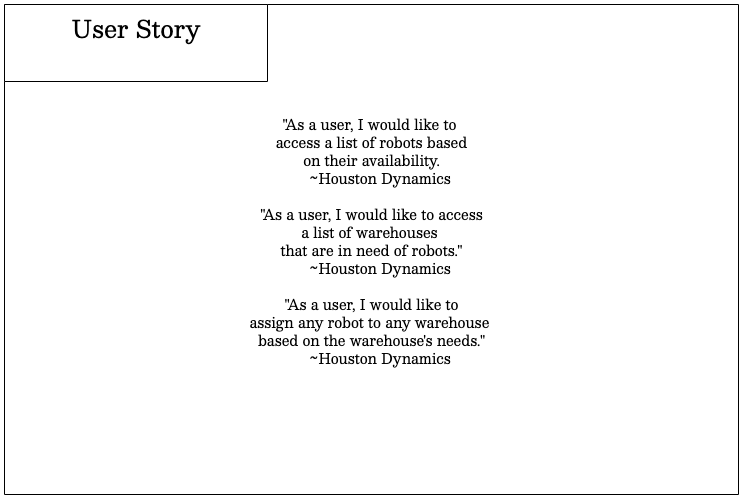 User Story
"As a user, I would like to
access a list of robots based
on their availability.
~Houston Dynamics
"As a user, I would like to access
a list of warehouses
that are in need of robots."
~Houston Dynamics
"As a user, I would like to
assign any robot to any warehouse
based on the warehouse's needs."
~Houston Dynamics